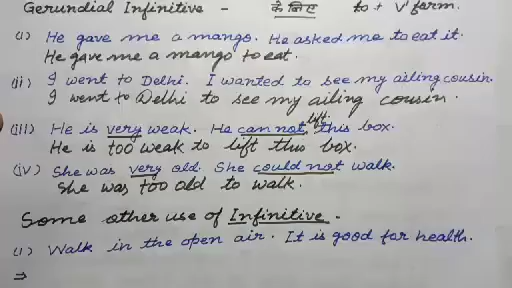 Gerundial Infinitive - के लिए to + V' form.
(i) He gave me a mango. He asked me to eat it.
He gave me a mango to eat.
(ii) I went to Delhi. I wanted to see my ailing cousin.
I went to Delhi to see my ailing cousin.
(iii) He is very weak. He can not lift this box.
He is too weak to lift this box.
(iv) She was very old. She could not walk.
She was too old to walk.
Some other use of Infinitive.
(i) Walk in the open air. It is good for health.
⇒